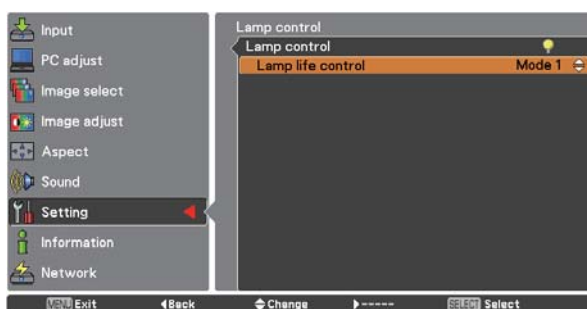 Input
PC adjust
Image select
Image adjust
Aspect
Sound
Setting
Information
Network
Lamp control
Lamp control
Lamp life control Mode 1
MENU Exit Back Change ----- SELECT Select